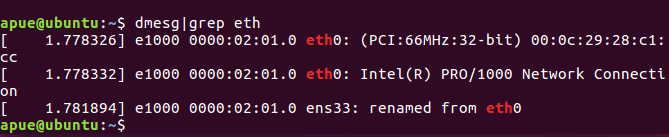 apue@ubuntu:~$ dmesg|grep eth
[    1.778326] e1000 0000:02:01.0 eth0: (PCI:66MHz:32-bit) 00:0c:29:28:c1:
cc
[    1.778332] e1000 0000:02:01.0 eth0: Intel(R) PRO/1000 Network Connecti
on
[    1.781894] e1000 0000:02:01.0 ens33: renamed from eth0
apue@ubuntu:~$